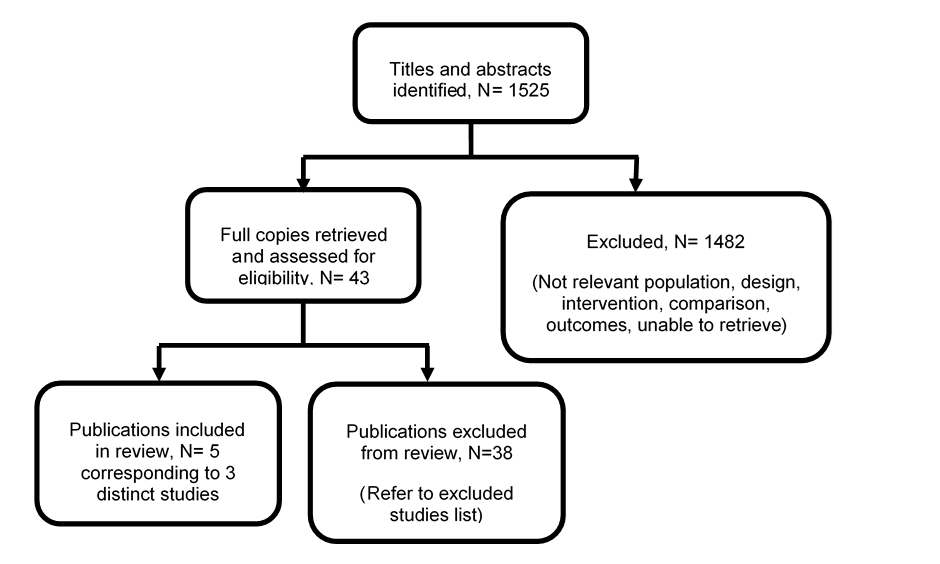 Titles and abstracts
identified, N= 1525
Full copies retrieved
and assessed for
eligibility, N= 43
Excluded, N= 1482
(Not relevant population, design,
intervention, comparison,
outcomes, unable to retrieve)
Publications included
in review, N= 5
corresponding to 3
distinct studies
Publications excluded
from review, N=38
(Refer to excluded
studies list)